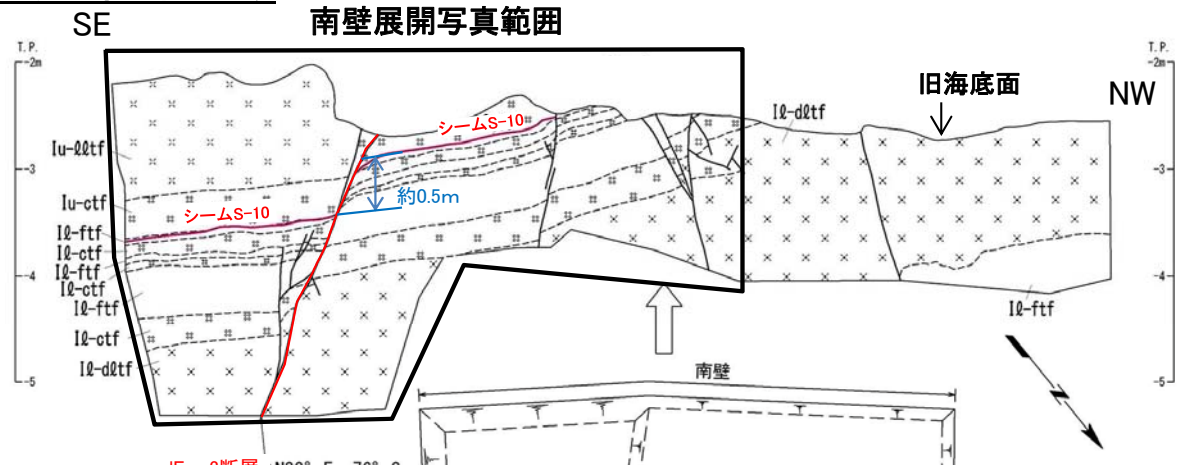 SE
南壁展開写真範囲
T.P.
-2m
T.P.
-2m
旧海底面
NW
Iℓ-dℓtf
シームS-10
Iu-ℓℓtf
-3
-3
約0.5m
Iu-ctf
シームS-10
Iℓ-ftf
Iℓ-ctf
Iℓ-ftf
-4
-4
Iℓ-ctf
Iℓ-ftf
Iℓ-ftf
Iℓ-ctf
Iℓ-dℓtf
南壁
-5
-5